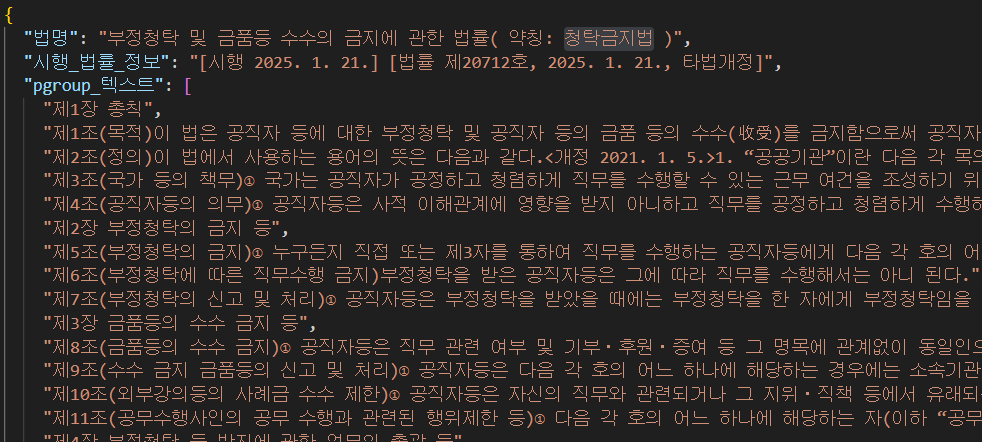 {
"법명": "부정청탁 및 금품등 수수의 금지에 관한 법률( 약칭: 청탁금지법 )",
"시행_법률_정보": "[시행 2025. 1. 21.] [법률 제20712호, 2025. 1. 21., 타법개정]",
"pgroup_텍스트": [
"제1장 총칙",
"제1조(목적)이 법은 공직자 등에 대한 부정청탁 및 공직자 등의 금품 등의 수수(收受)를 금지함으로써 공직자
"제2조(정의)이 법에서 사용하는 용어의 뜻은 다음과 같다.<개정 2021. 1. 5.>1. “공공기관”이란 다음 각 목의
"제3조(국가 등의 책무)① 국가는 공직자가 공정하고 청렴하게 직무를 수행할 수 있는 근무 여건을 조성하기 위
"제4조(공직자등의 의무)① 공직자등은 사적 이해관계에 영향을 받지 아니하고 직무를 공정하고 청렴하게 수행하
"제2장 부정청탁의 금지 등",
"제5조(부정청탁의 금지)① 누구든지 직접 또는 제3자를 통하여 직무를 수행하는 공직자등에게 다음 각 호의 어
"제6조(부정청탁에 따른 직무수행 금지)부정청탁을 받은 공직자등은 그에 따라 직무를 수행해서는 아니 된다."
"제7조(부정청탁의 신고 및 처리)① 공직자등은 부정청탁을 받았을 때에는 부정청탁을 한 자에게 부정청탁임을
"제3장 금품등의 수수 금지 등",
"제8조(금품등의 수수 금지)① 공직자등은 직무 관련 여부 및 기부·후원·증여 등 그 명목에 관계없이 동일인으
"제9조(수수 금지 금품등의 신고 및 처리)① 공직자등은 다음 각 호의 어느 하나에 해당하는 경우에는 소속기관
"제10조(외부강의등의 사례금 수수 제한)① 공직자등은 자신의 직무와 관련되거나 그 지위·직책 등에서 유래되
"제11조(공무수행사인의 공무 수행과 관련된 행위제한 등)① 다음 각 호의 어느 하나에 해당하는 자(이하 “공무
"제4장 부정청탁 등 방지에 관한 업무의 총괄 등"